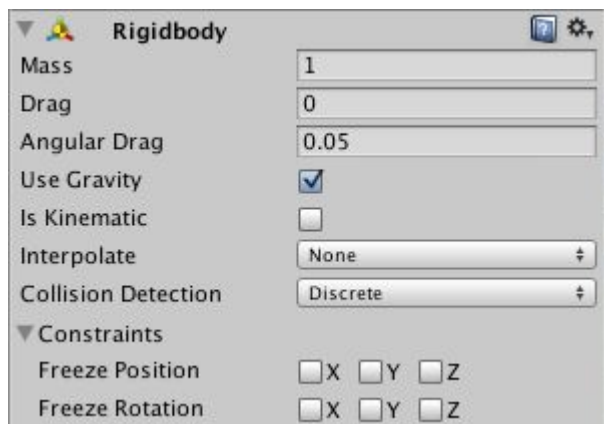 Rigidbody
Mass 1
Drag 0
Angular Drag 0.05
Use Gravity
Is Kinematic
Interpolate None
Collision Detection Discrete
Constraints
Freeze Position X Y Z
Freeze Rotation X Y Z